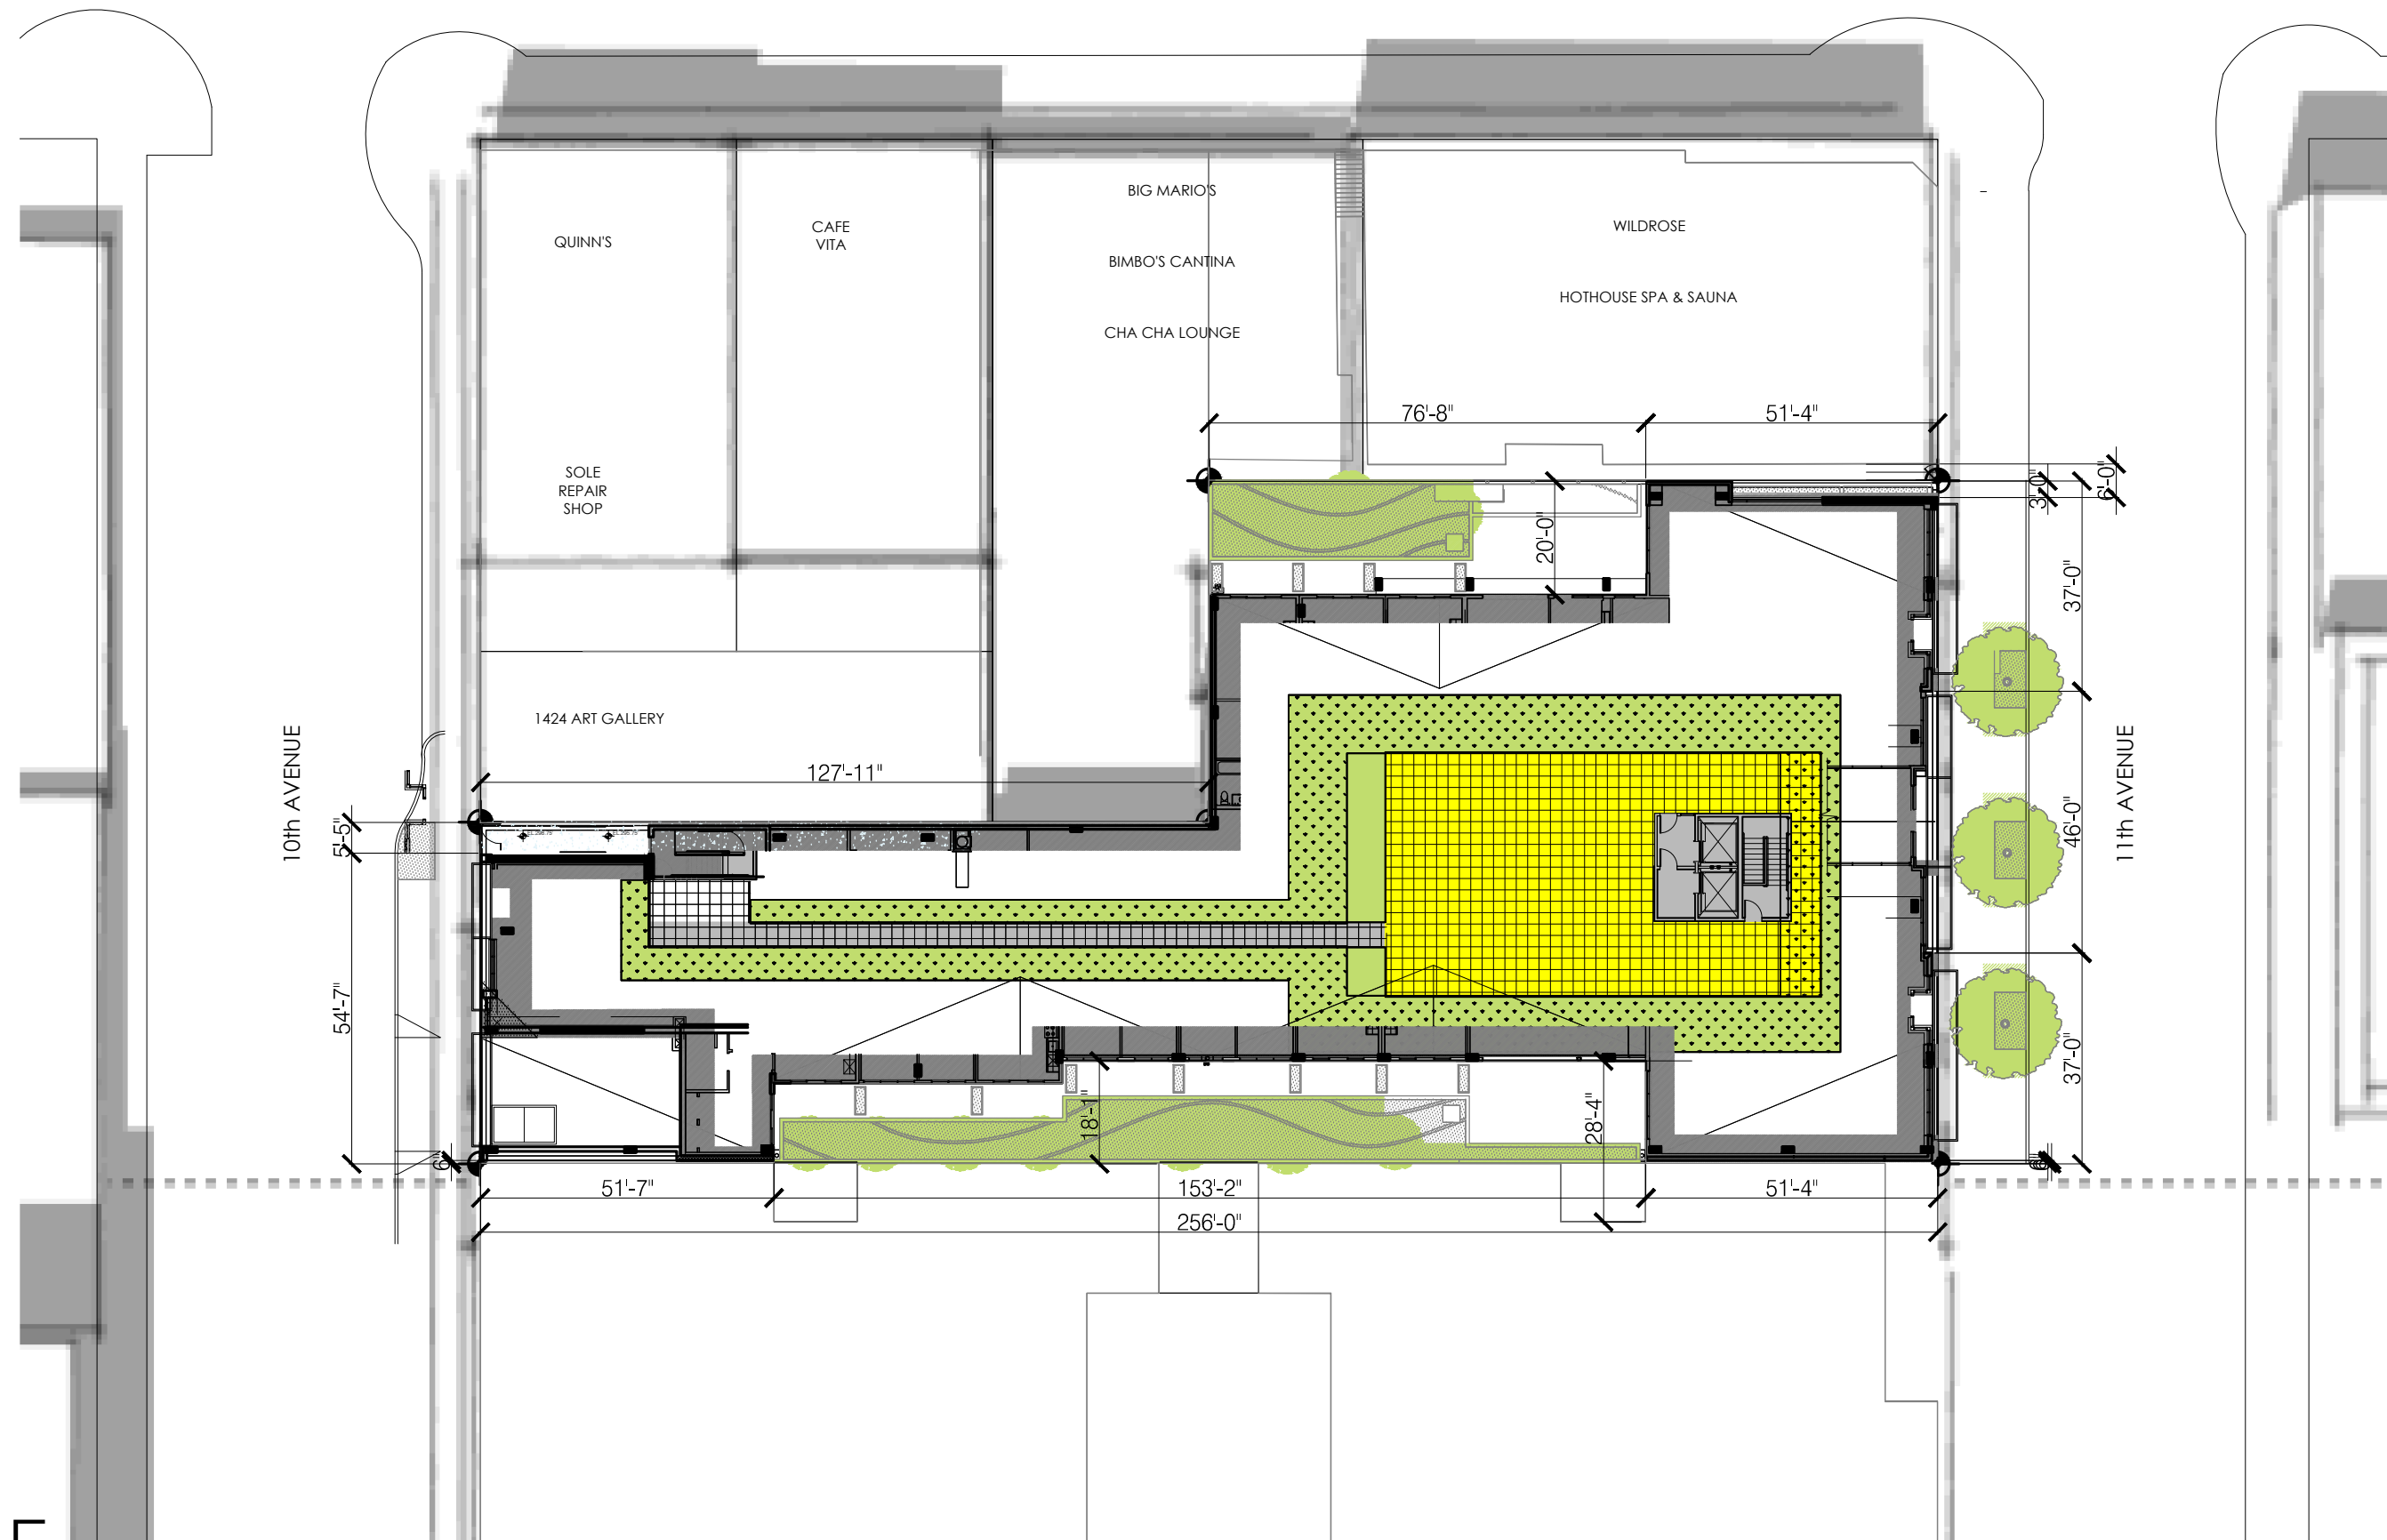 BIG MARIO'S
QUINN'S
CAFE
VITA
WILDROSE
BIMBO'S CANTINA
HOTHOUSE SPA & SAUNA
CHA CHA LOUNGE
76'-8"
51'-4"
SOLE
REPAIR
SHOP
3'-0"
6'-0"
20'-0"
37'-0"
1424 ART GALLERY
127'-11"
10th AVENUE
11th AVENUE
5'-5"
46'-0"
54'-7"
37'-0"
18'-1"
28'-4"
6"
51'-7"
153'-2"
51'-4"
256'-0"